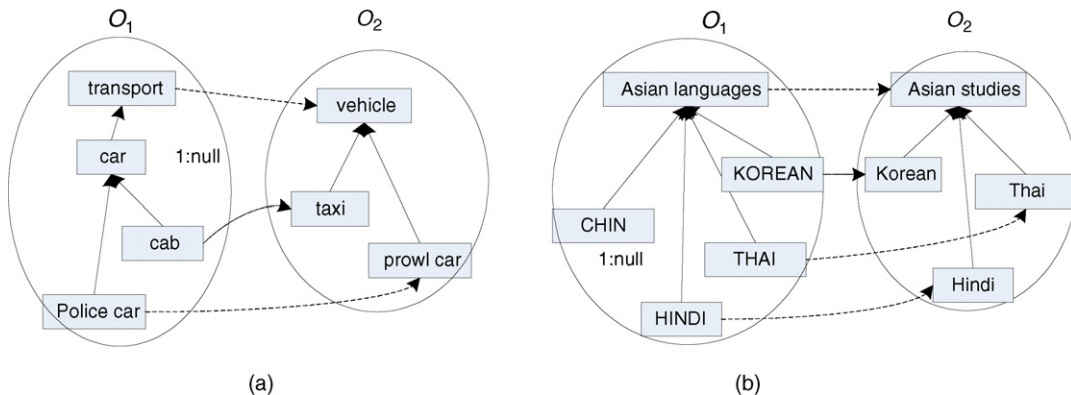 O1
O2
transport
vehicle
car
1:null
taxi
cab
prowl car
Police car
(a)
O1
O2
Asian languages
Asian studies
KOREAN
Korean
Thai
CHIN
1:null
THAI
Hindi
HINDI
(b)